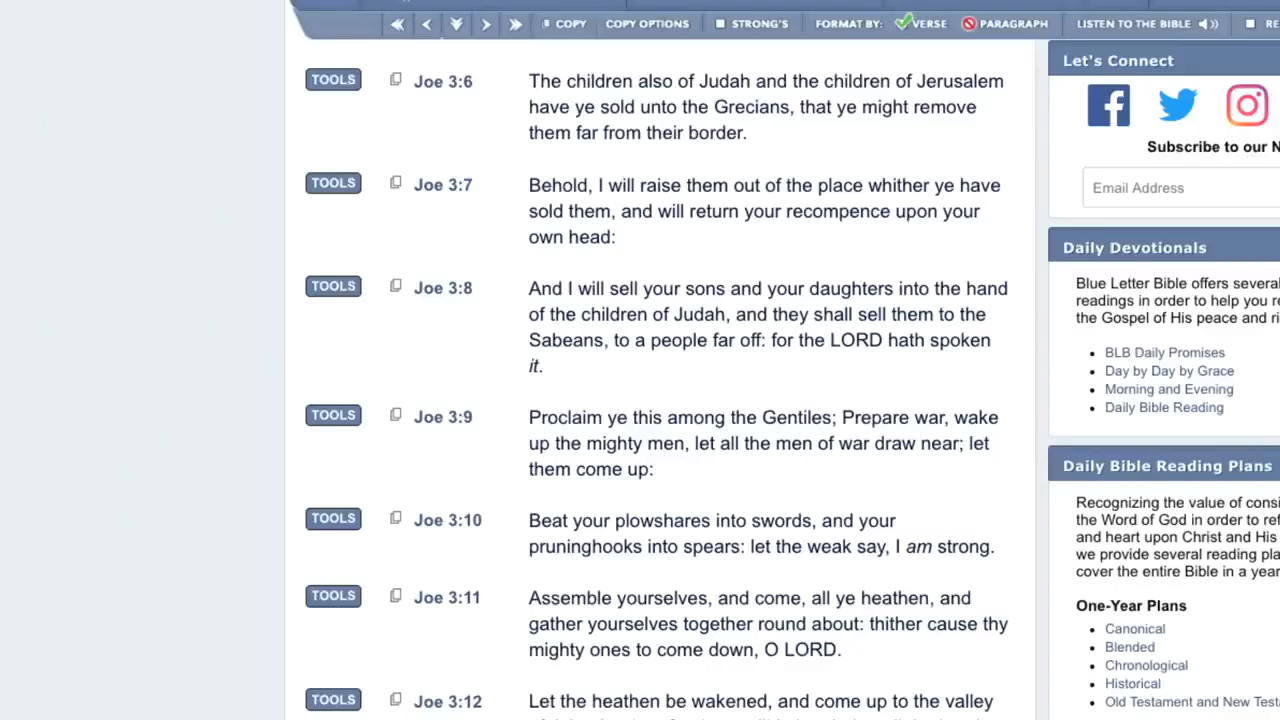 COPY COPY OPTIONS STRONG'S FORMAT BY: VERSE PARAGRAPH LISTEN TO THE BIBLE
TOOLS Joe 3:6 The children also of Judah and the children of Jerusalem
have ye sold unto the Grecians, that ye might remove
them far from their border.
TOOLS Joe 3:7 Behold, I will raise them out of the place whither ye have
sold them, and will return your recompence upon your
own head:
TOOLS Joe 3:8 And I will sell your sons and your daughters into the hand
of the children of Judah, and they shall sell them to the
Sabeans, to a people far off: for the LORD hath spoken
it.
TOOLS Joe 3:9 Proclaim ye this among the Gentiles; Prepare war, wake
up the mighty men, let all the men of war draw near; let
them come up:
TOOLS Joe 3:10 Beat your plowshares into swords, and your
pruninghooks into spears: let the weak say, I am strong.
TOOLS Joe 3:11 Assemble yourselves, and come, all ye heathen, and
gather yourselves together round about: thither cause thy
mighty ones to come down, O LORD.
TOOLS Joe 3:12 Let the heathen be wakened, and come up to the valley
Let's Connect
Subscribe to our N
Email Address
Daily Devotionals
Blue Letter Bible offers several
readings in order to help you re
the Gospel of His peace and ri
• BLB Daily Promises
• Day by Day by Grace
• Morning and Evening
• Daily Bible Reading
Daily Bible Reading Plans
Recognizing the value of consi
the Word of God in order to ref
and heart upon Christ and His
we provide several reading pla
cover the entire Bible in a year
One-Year Plans
• Canonical
• Blended
• Chronological
• Historical
• Old Testament and New Test